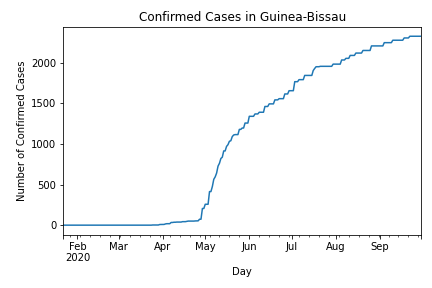 Confirmed Cases in Guinea-Bissau
Number of Confirmed Cases
2000
1500
1000
500
0
Feb Mar Apr May Jun Jul Aug Sep
2020
Day